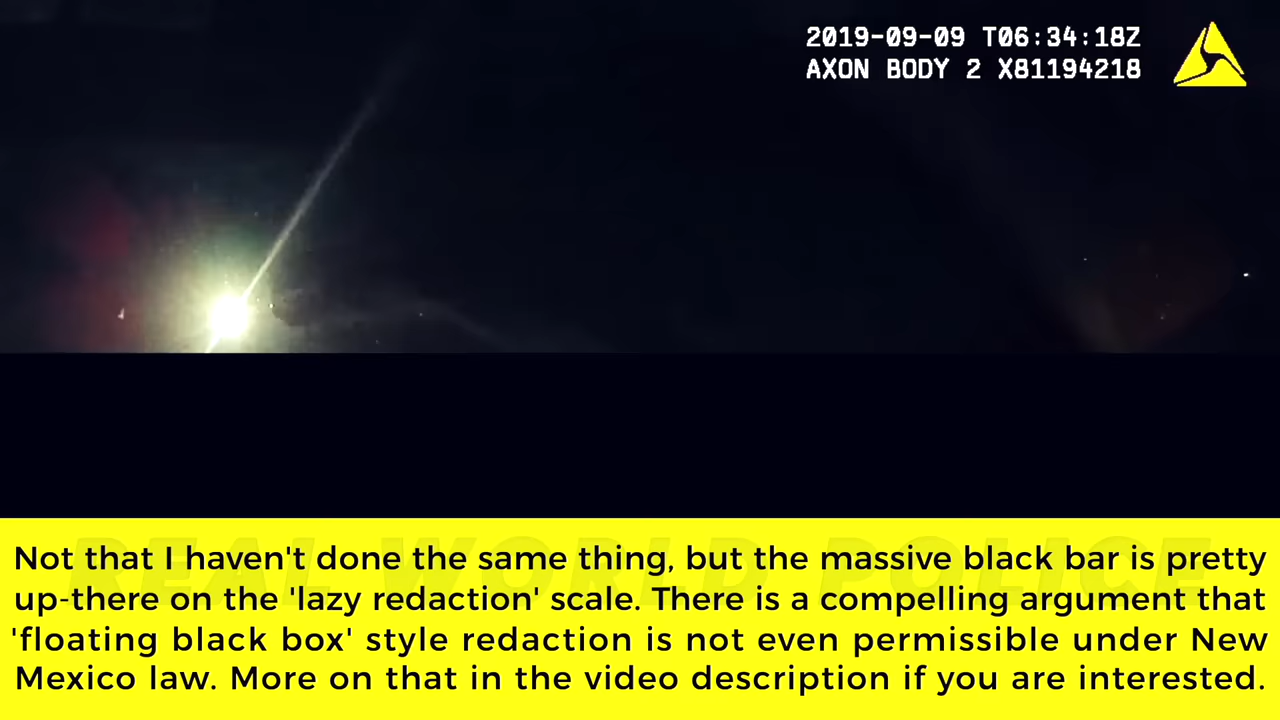 2019-09-09 T06:34:18Z
AXON BODY 2 X81194218
REAL WORLD POLICE
Not that I haven't done the same thing, but the massive black bar is pretty
up-there on the 'lazy redaction' scale. There is a compelling argument that
'floating black box' style redaction is not even permissible under New
Mexico law. More on that in the video description if you are interested.